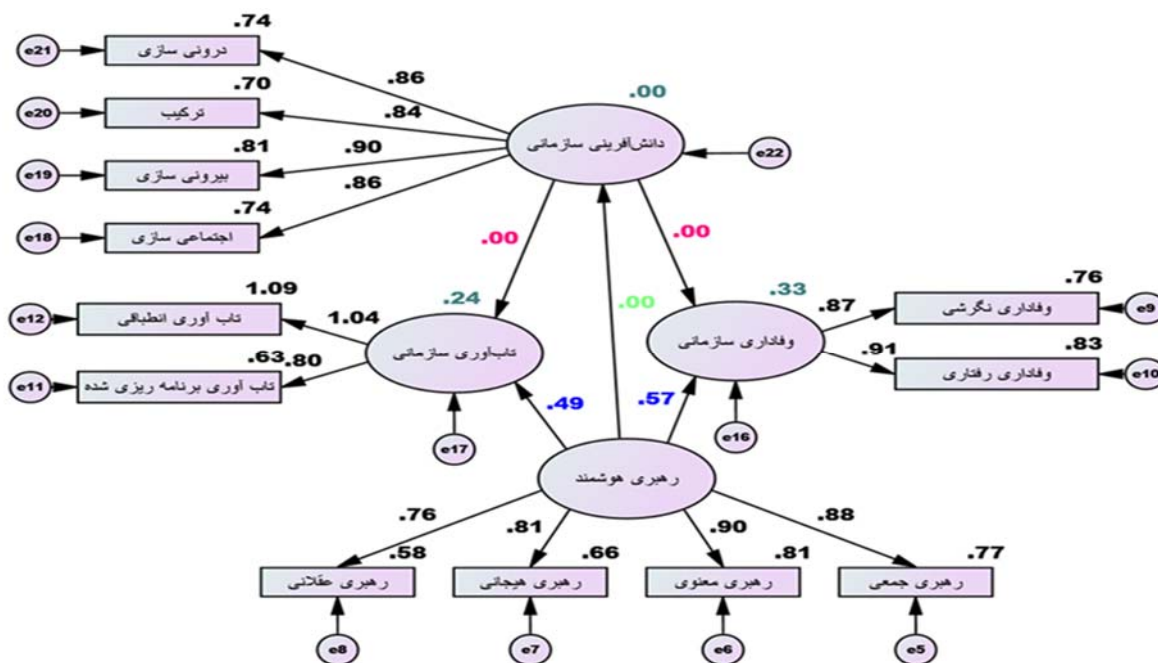 .74
e21
درونی سازی
.86
.70
e20
ترکیب
.84
.81
e19
بیرونی سازی
.90
.74
e18
اجتماعی سازی
.86
.00
دانش‌آفرینی سازمانی
e22
.00
.00
.00
1.09
e12
تاب آوری انطباقی
1.04
.63
e11
تاب آوری برنامه ریزی شده
.80
.24
تاب‌آوری سازمانی
e17
.33
وفاداری سازمانی
e16
.87
.76
وفاداری نگرشی
e9
.91
.83
وفاداری رفتاری
e10
.49
.57
رهبری هوشمند
.76
.81
.90
.88
.58
رهبری عقلانی
e8
.66
رهبری هیجانی
e7
.81
رهبری معنوی
e6
.77
رهبری جمعی
e5